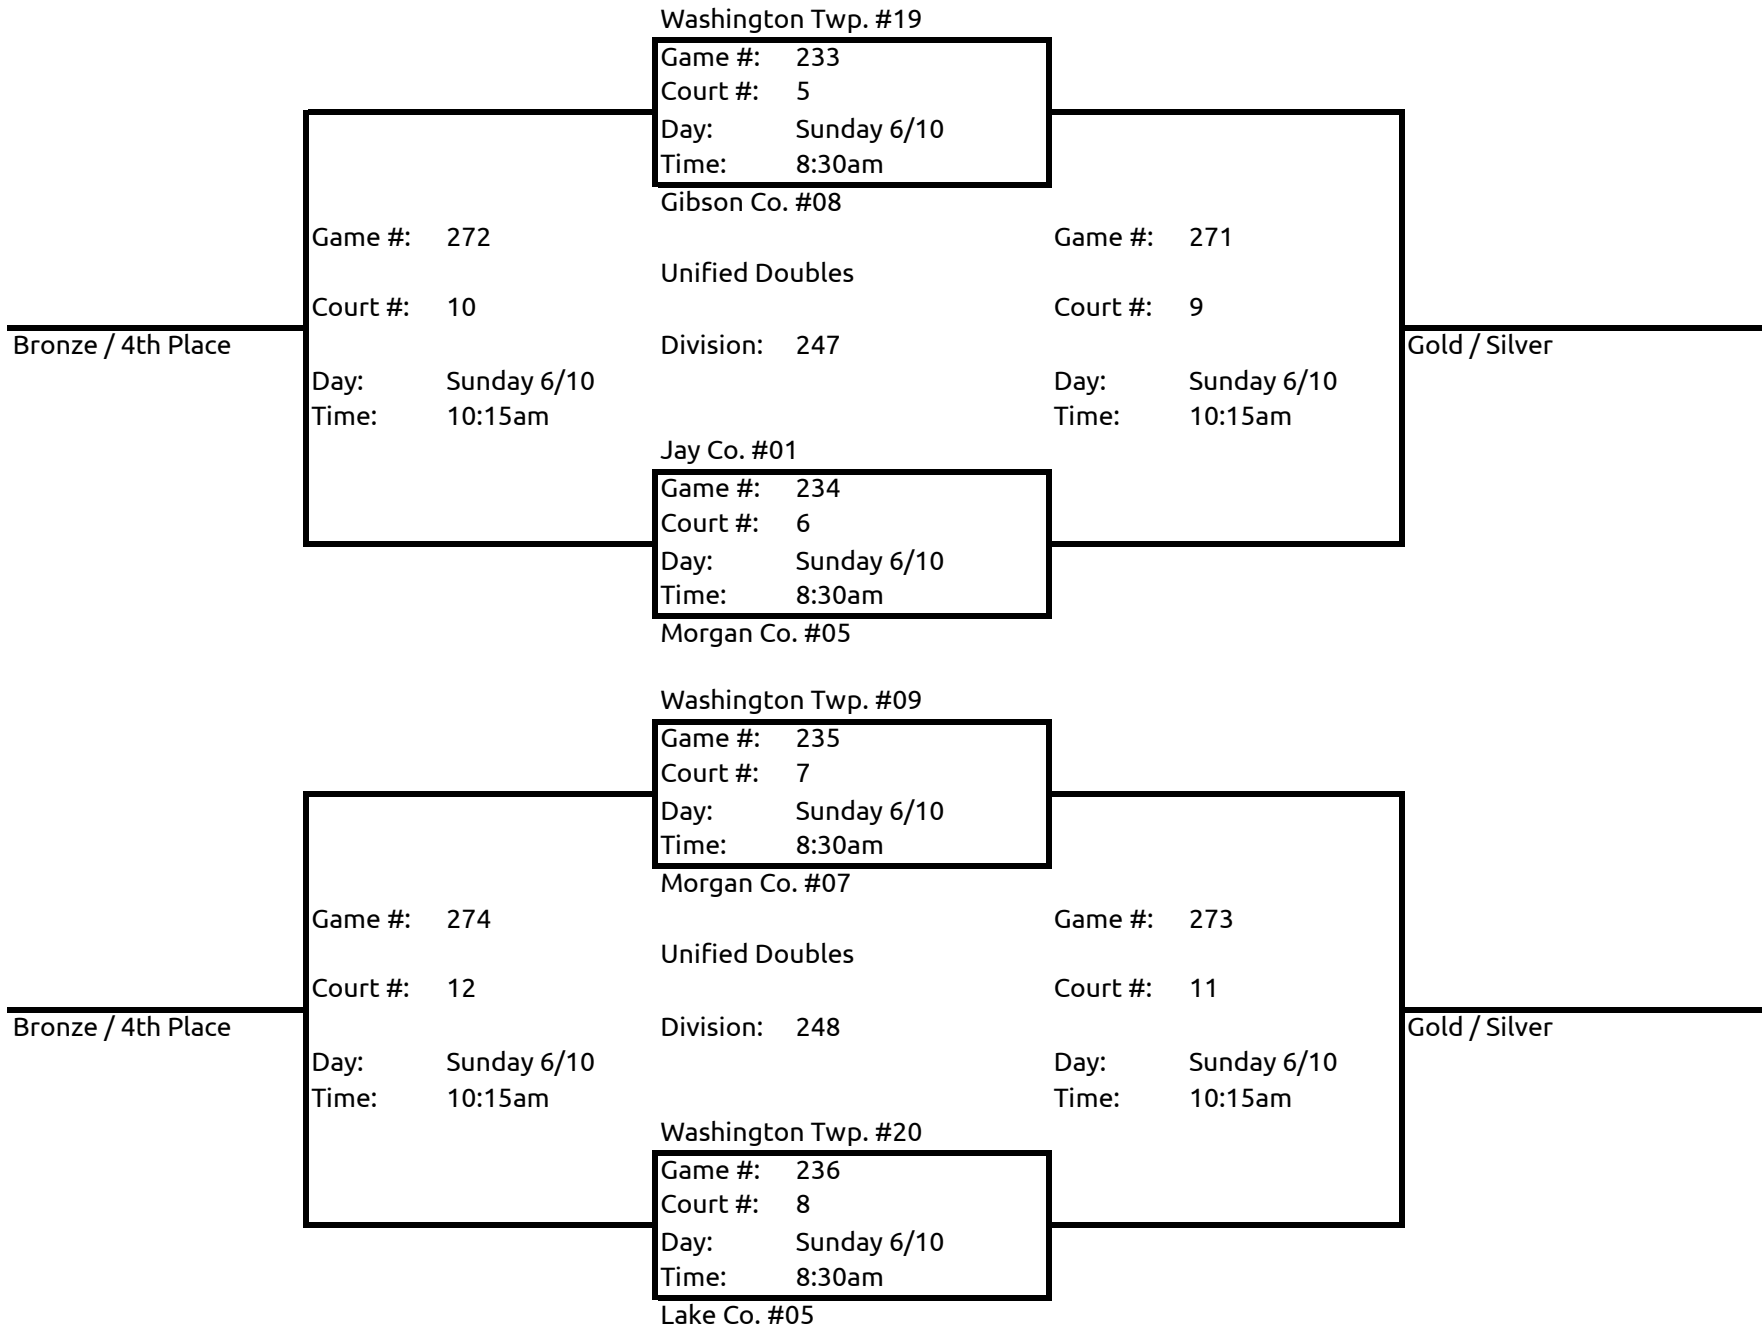 Washington Twp. #19
Game #: 233
Court #: 5
Day: Sunday 6/10
Time: 8:30am
Gibson Co. #08
Game #: 272
Game #: 271
Unified Doubles
Court #: 10
Court #: 9
Bronze / 4th Place
Division: 247
Gold / Silver
Day: Sunday 6/10
Day: Sunday 6/10
Time: 10:15am
Time: 10:15am
Jay Co. #01
Game #: 234
Court #: 6
Day: Sunday 6/10
Time: 8:30am
Morgan Co. #05
Washington Twp. #09
Game #: 235
Court #: 7
Day: Sunday 6/10
Time: 8:30am
Morgan Co. #07
Game #: 274
Game #: 273
Unified Doubles
Court #: 12
Court #: 11
Bronze / 4th Place
Division: 248
Gold / Silver
Day: Sunday 6/10
Day: Sunday 6/10
Time: 10:15am
Time: 10:15am
Washington Twp. #20
Game #: 236
Court #: 8
Day: Sunday 6/10
Time: 8:30am
Lake Co. #05